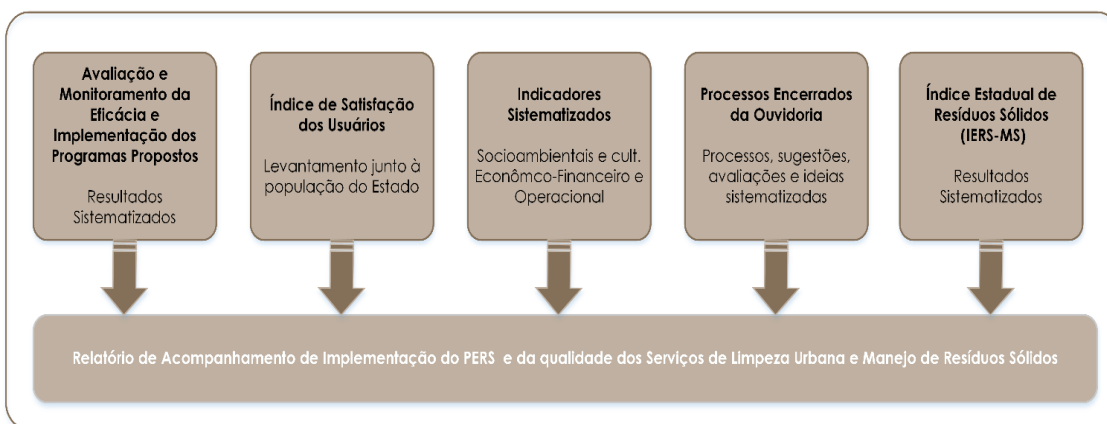 Avaliação e
Monitoramento da
Eficácia e
Implementação dos
Programas Propostos
Resultados
Sistematizados
Índice de Satisfação
dos Usuários
Levantamento junto à
população do Estado
Indicadores
Sistematizados
Socioambientais e cult.
Econômco-Financeiro e
Operacional
Processos Encerrados
da Ouvidoria
Processos, sugestões,
avaliações e ideias
sistematizadas
Índice Estadual de
Resíduos Sólidos
(IERS-MS)
Resultados
Sistematizados
Relatório de Acompanhamento de Implementação do PERS e da qualidade dos Serviços de Limpeza Urbana e Manejo de Resíduos Sólidos